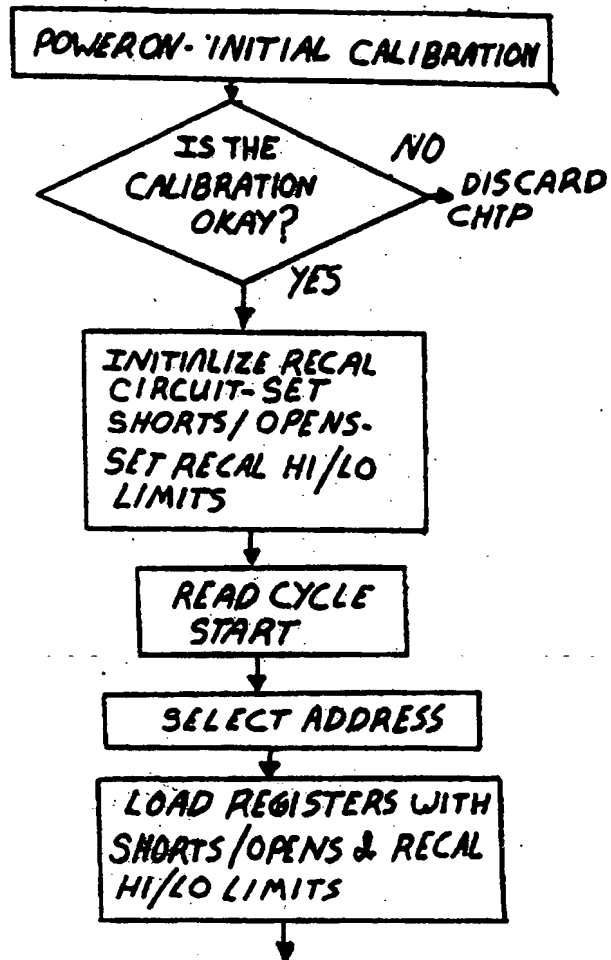 POWERON- INITIAL CALIBRATION
IS THE
CALIBRATION
OKAY?
NO
DISCARD
CHIP
YES
INITIALIZE RECAL
CIRCUIT-SET
SHORTS/OPENS-
SET RECAL HI/LO
LIMITS
READ CYCLE
START
SELECT ADDRESS
LOAD REGISTERS WITH
SHORTS/OPENS & RECAL
HI/LO LIMITS